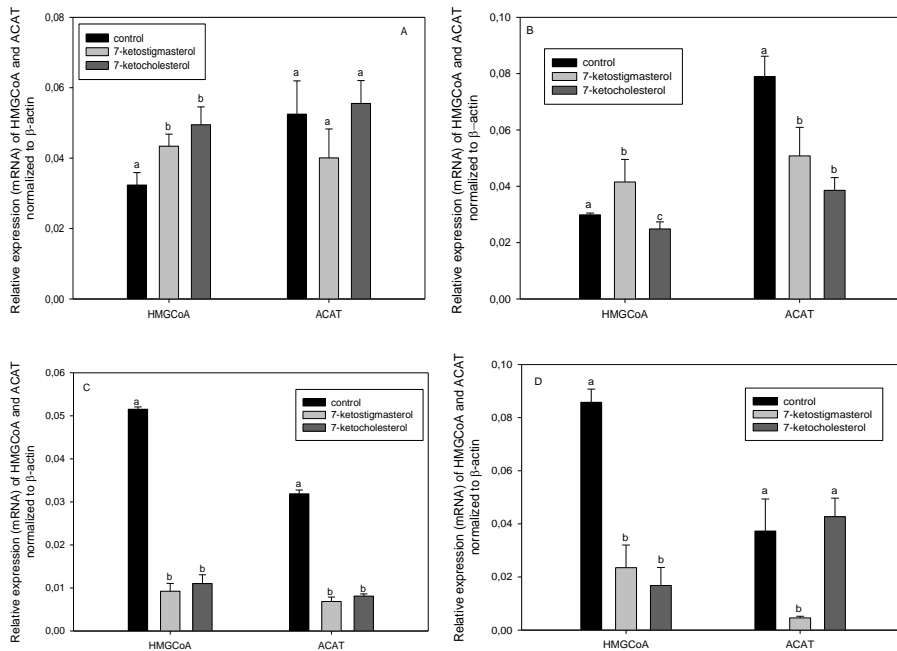 Relative expression (mRNA) of HMGCoA and ACAT
normalized to β-actin
0,08
0,06
0,04
0,02
0,00
control
7-ketostigmasterol
7-ketocholesterol
A
a
b
b
a
a
a
HMGCoA
ACAT
Relative expression (mRNA) of HMGCoA and ACAT
normalized to β−actin
0,10
0,08
0,06
0,04
0,02
0,00
B
control
7-ketostigmasterol
7-ketocholesterol
a
b
c
a
b
b
HMGCoA
ACAT
Relative expression (mRNA) of HMGCoA and ACAT
normalized to β-actin
0,06
0,05
0,04
0,03
0,02
0,01
0,00
C
control
7-ketostigmasterol
7-ketocholesterol
a
b
b
a
b
b
HMGCoA
ACAT
Relative expression (mRNA) of HMGCoA and ACAT
normalized to β-actin
0,10
0,08
0,06
0,04
0,02
0,00
D
control
7-ketostigmasterol
7-ketocholesterol
a
b
b
a
b
a
HMGCoA
ACAT